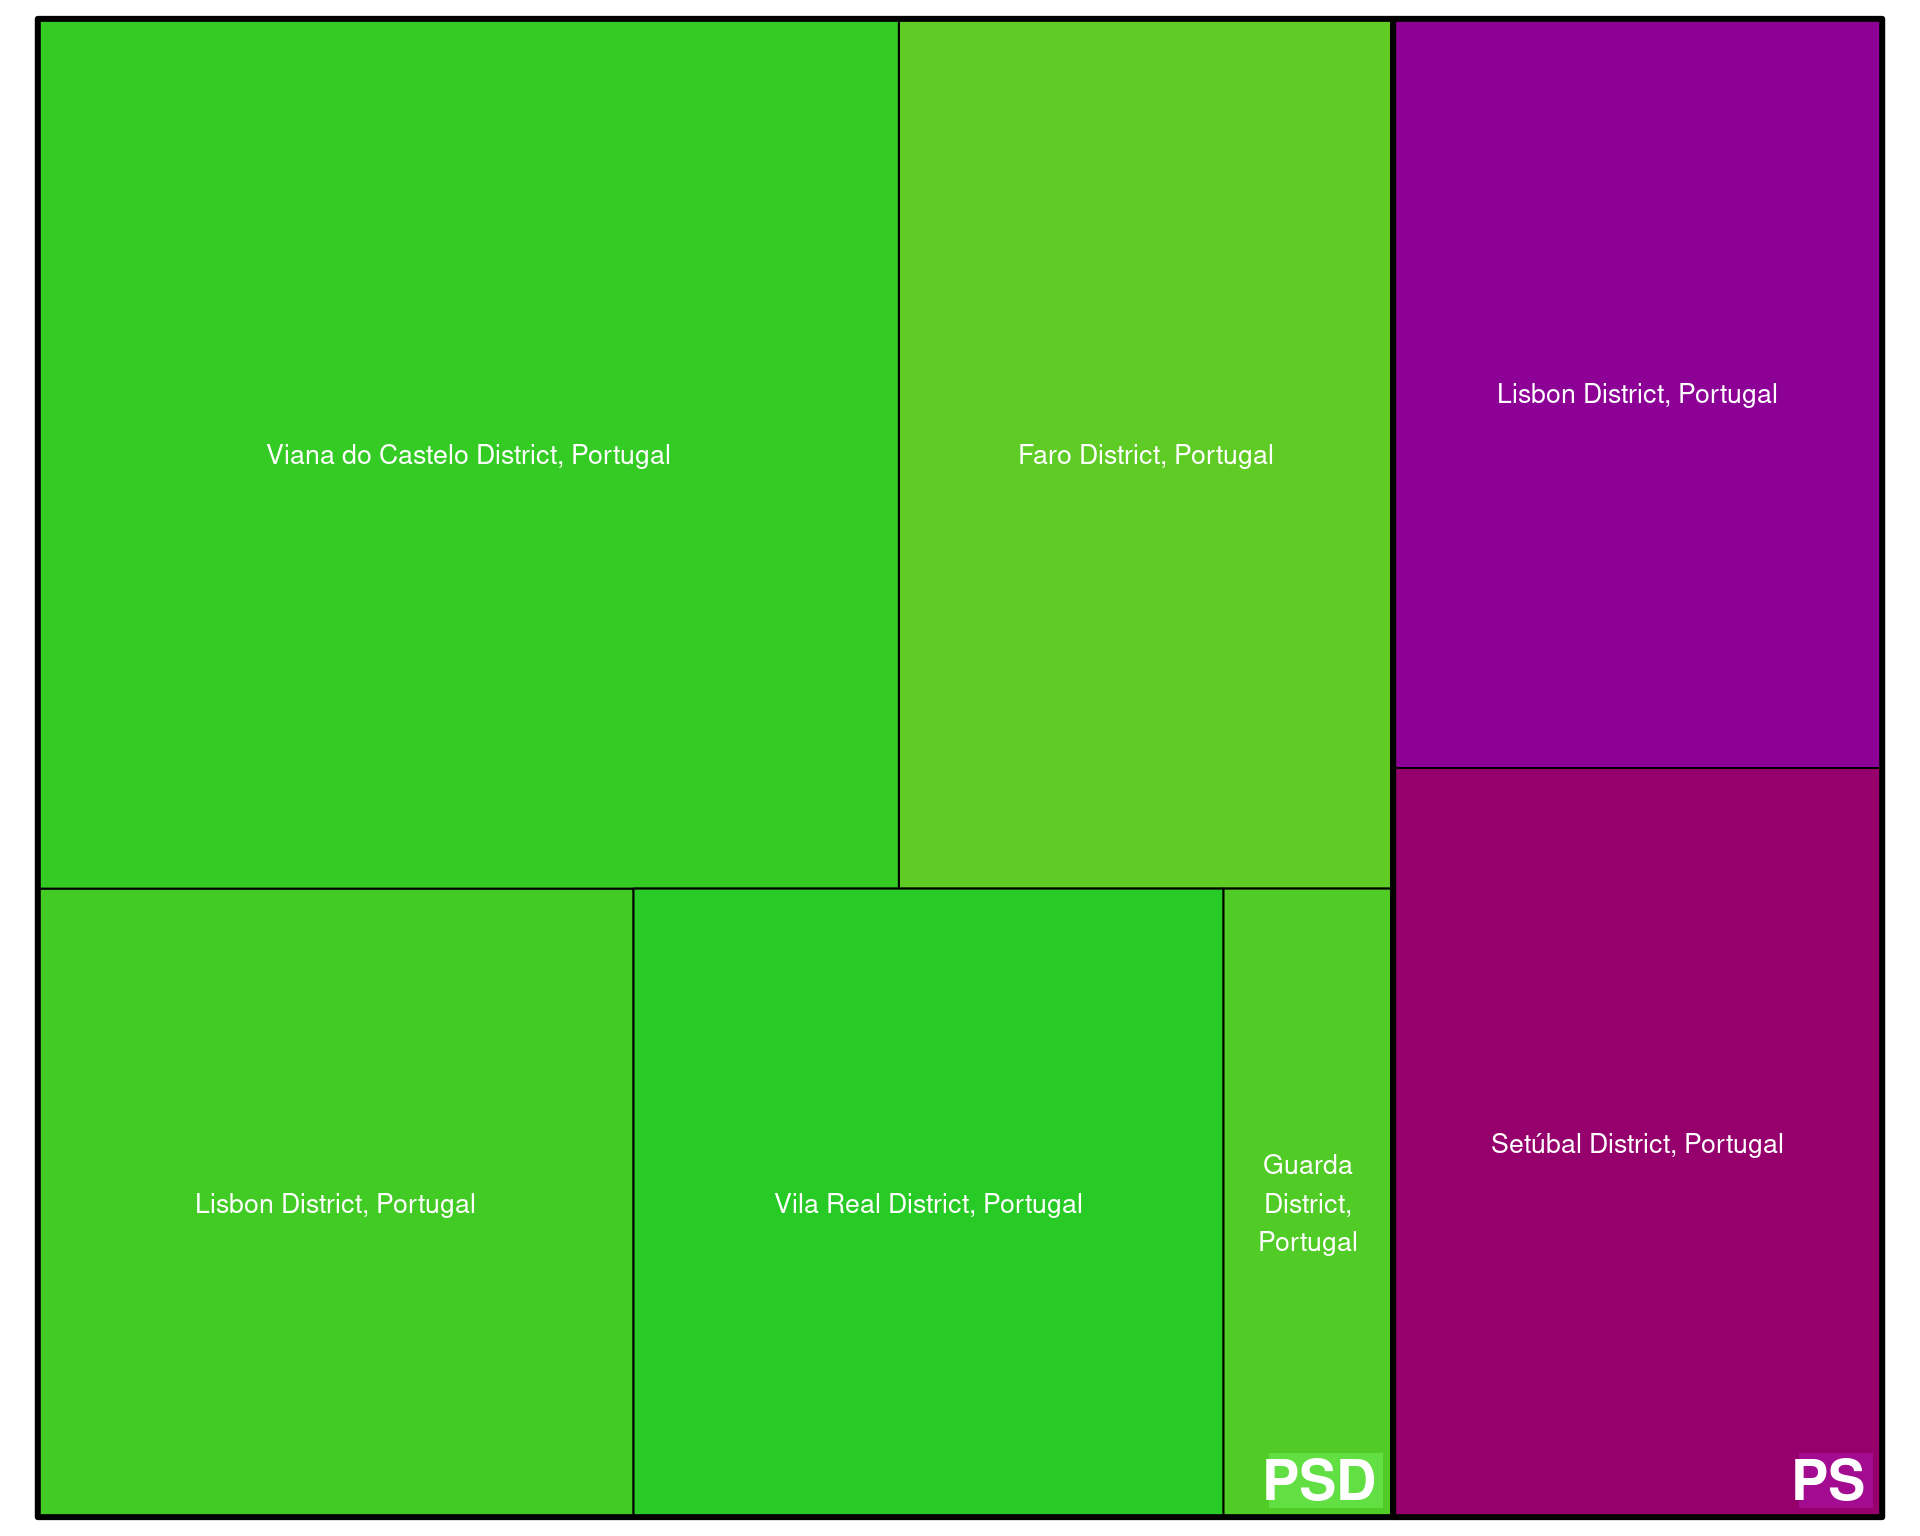 Viana do Castelo District, Portugal
Faro District, Portugal
Lisbon District, Portugal
Lisbon District, Portugal
Vila Real District, Portugal
Guarda
District,
Portugal
Setúbal District, Portugal
PSD
PS